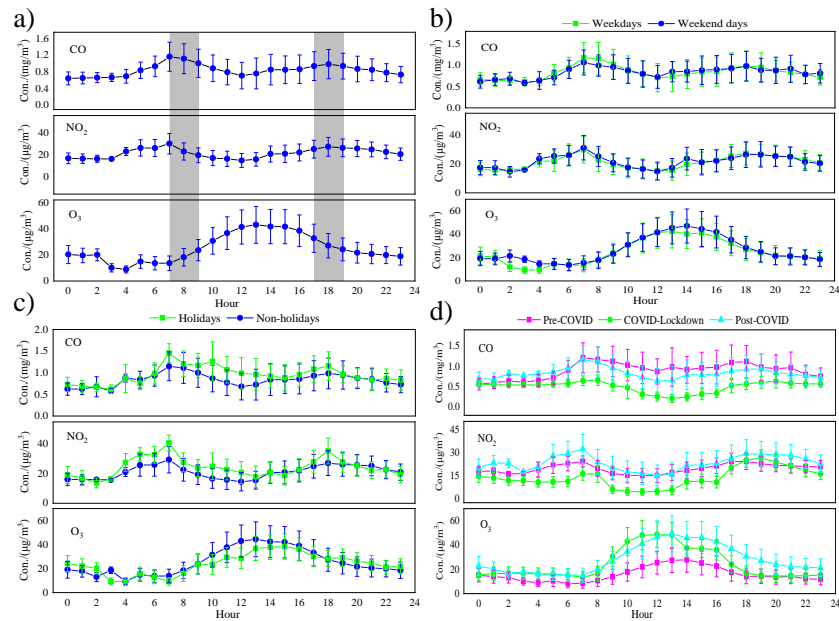 a)
CO
Con./(mg/m³)
1.6
1.2
0.8
0.4
0.0
NO₂
Con./(μg/m³)
40
20
0
O₃
Con./(μg/m³)
60
40
20
0
0 2 4 6 8 10 12 14 16 18 20 22 24
Hour
b)
Weekdays Weekend days
CO
Con./(mg/m³)
1.5
1.0
0.5
0.0
NO₂
Con./(μg/m³)
40
20
0
O₃
Con./(μg/m³)
60
40
20
0
0 2 4 6 8 10 12 14 16 18 20 22 24
Hour
c)
Holidays Non-holidays
CO
Con./(mg/m³)
2.0
1.5
1.0
0.5
0.0
NO₂
Con./(μg/m³)
40
20
0
O₃
Con./(μg/m³)
60
40
20
0
0 2 4 6 8 10 12 14 16 18 20 22 24
Hour
d)
Pre-COVID COVID-Lockdown Post-COVID
CO
Con./(mg/m³)
1.5
1.0
0.5
0.0
NO₂
Con./(μg/m³)
45
30
15
0
O₃
Con./(μg/m³)
60
40
20
0
0 2 4 6 8 10 12 14 16 18 20 22 24
Hour